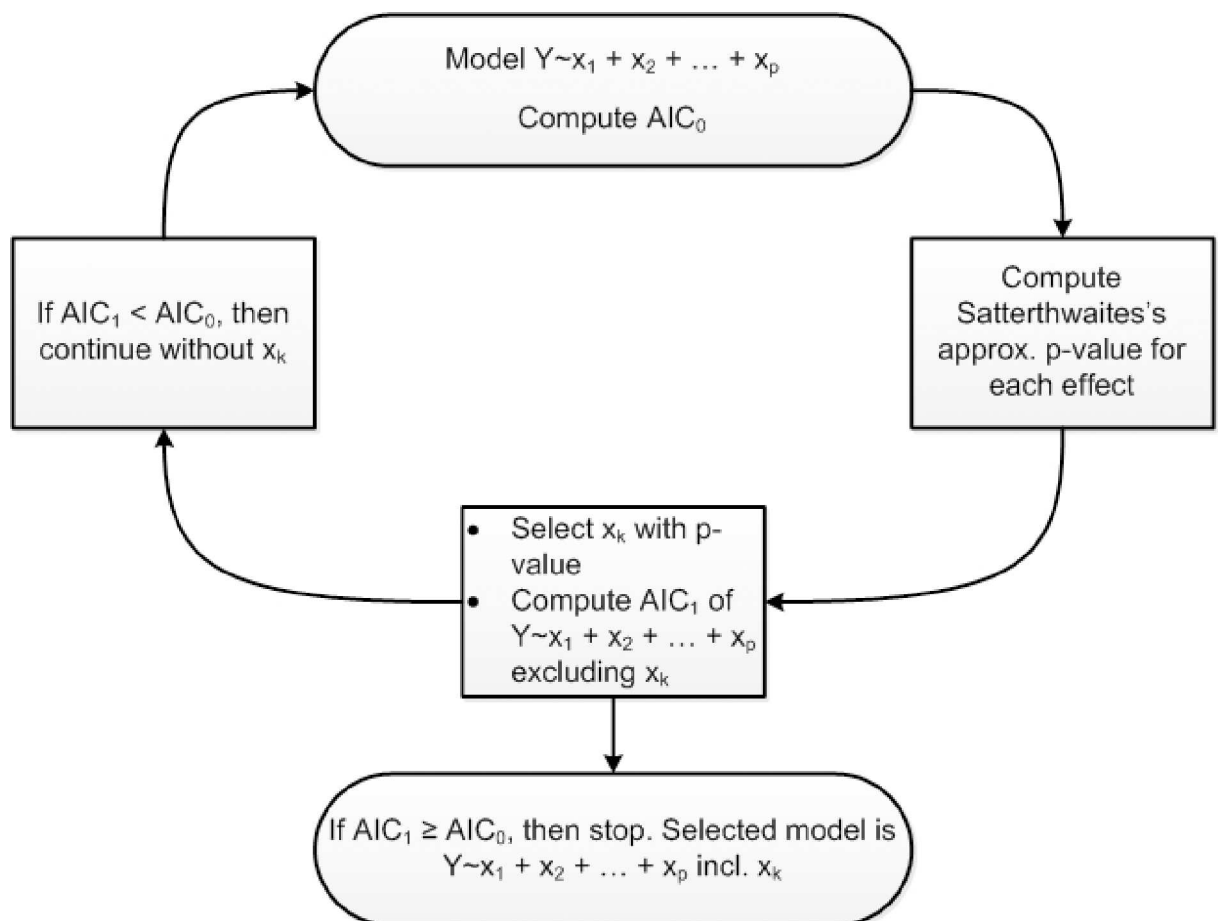 Model Y~x₁ + x₂ + … + xₚ
Compute AIC₀
If AIC₁ < AIC₀, then
continue without xₖ
Compute
Satterthwaites's
approx. p-value for
each effect
• Select xₖ with p-
value
• Compute AIC₁ of
Y~x₁ + x₂ + … + xₚ
excluding xₖ
If AIC₁ ≥ AIC₀, then stop. Selected model is
Y~x₁ + x₂ + … + xₚ incl. xₖ